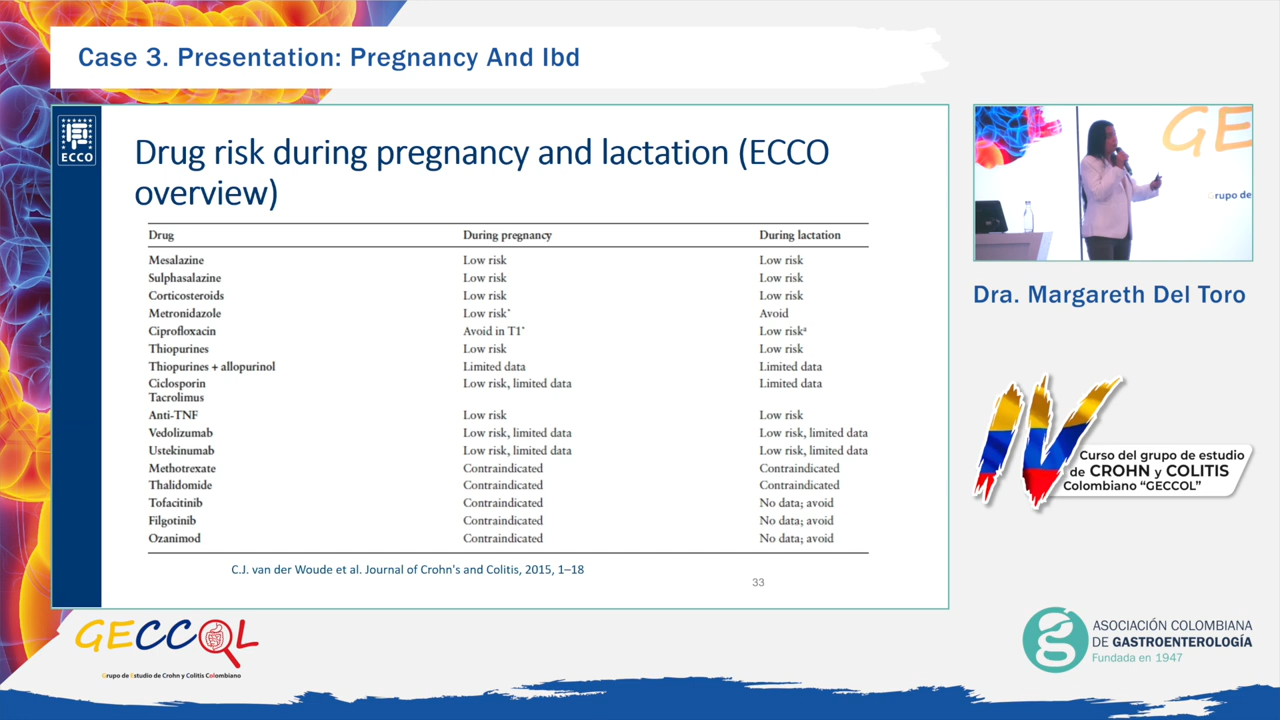 Case 3. Presentation: Pregnancy And Ibd
ECCO
Drug risk during pregnancy and lactation (ECCO
overview)
Drug During pregnancy During lactation
Mesalazine Low risk Low risk
Sulphasalazine Low risk Low risk
Corticosteroids Low risk Low risk
Metronidazole Low risk* Avoid
Ciprofloxacin Avoid in T1* Low riskª
Thiopurines Low risk Low risk
Thiopurines + allopurinol Limited data Limited data
Ciclosporin Low risk, limited data Limited data
Tacrolimus
Anti-TNF Low risk Low risk
Vedolizumab Low risk, limited data Low risk, limited data
Ustekinumab Low risk, limited data Low risk, limited data
Methotrexate Contraindicated Contraindicated
Thalidomide Contraindicated Contraindicated
Tofacitinib Contraindicated No data; avoid
Filgotinib Contraindicated No data; avoid
Ozanimod Contraindicated No data; avoid
C.J. van der Woude et al. Journal of Crohn's and Colitis, 2015, 1–18
33
GE
Grupo de
Dra. Margareth Del Toro
IV
Curso del grupo de estudio
de CROHN y COLITIS
Colombiano “GECCOL”
GECCOL
Grupo de Estudio de Crohn y Colitis Colombiano
ASOCIACIÓN COLOMBIANA
DE GASTROENTEROLOGÍA
Fundada en 1947